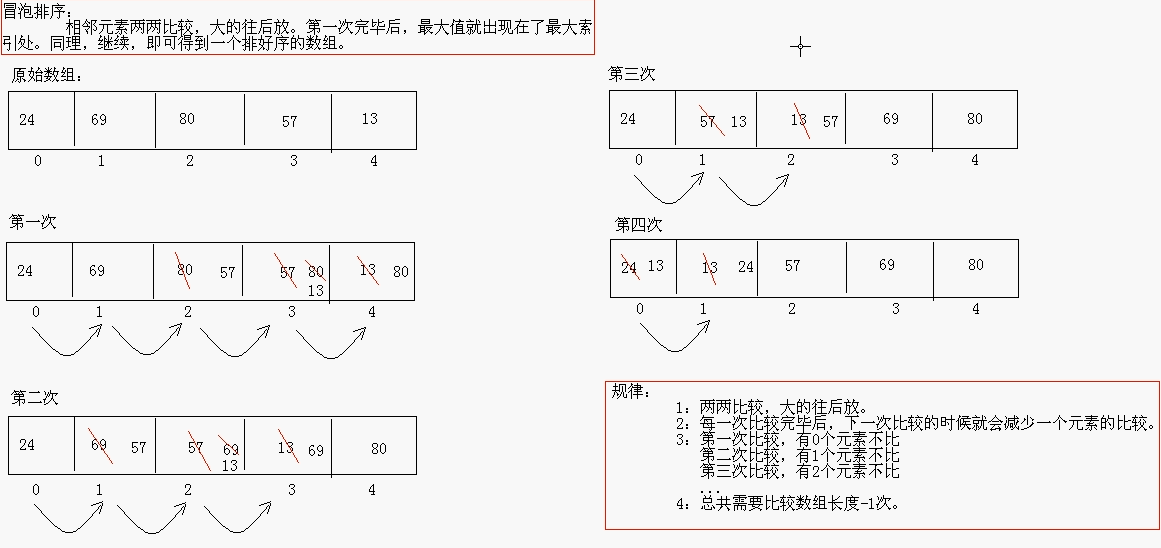 冒泡排序：
相邻元素两两比较，大的往后放。第一次完毕后，最大值就出现在了最大索
引处。同理，继续，即可得到一个排好序的数组。
原始数组：
24 69 80 57 13
0 1 2 3 4
第一次
24 69 80 57 57 80 13 80
13
0 1 2 3 4
第二次
24 69 57 57 69 13 69 80
13
0 1 2 3 4
第三次
24 57 13 13 57 69 80
0 1 2 3 4
第四次
24 13 13 24 57 69 80
0 1 2 3 4
规律：
1：两两比较，大的往后放。
2：每一次比较完毕后，下一次比较的时候就会减少一个元素的比较。
3：第一次比较，有0个元素不比
第二次比较，有1个元素不比
第三次比较，有2个元素不比
...
4：总共需要比较数组长度-1次。